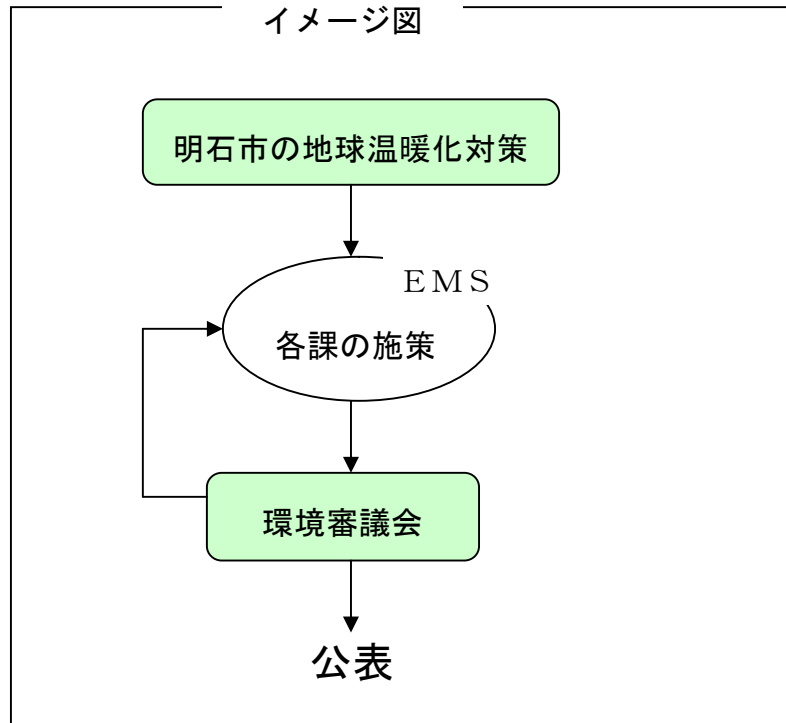 イメージ図
明石市の地球温暖化対策
ＥＭＳ
各課の施策
環境審議会
公表